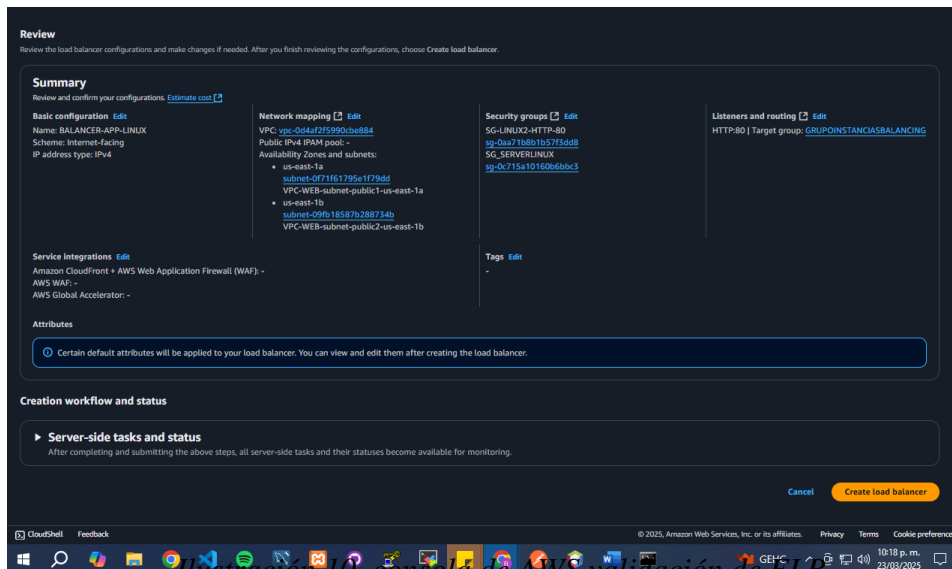 Review
Review the load balancer configurations and make changes if needed. After you finish reviewing the configurations, choose Create load balancer.
Summary
Review and confirm your configurations. Estimate cost
Basic configuration Edit
Name: BALANCER-APP-LINUX
Scheme: Internet-facing
IP address type: IPv4
Network mapping Edit
VPC: vpc-0d4af2f5990cbe884
Public IPv4 IPAM pool: -
Availability Zones and subnets:
• us-east-1a
subnet-0f71f61795e1f79dd
VPC-WEB-subnet-public1-us-east-1a
• us-east-1b
subnet-09fb18587b288734b
VPC-WEB-subnet-public2-us-east-1b
Security groups Edit
SG-LINUX2-HTTP-80
sg-0aa71b8b1b57f3dd8
SG_SERVERLINUX
sg-0c715a10160b6bbc3
Listeners and routing Edit
HTTP:80 | Target group: GRUPOINSTANCIASBALANCING
Service integrations Edit
Amazon CloudFront + AWS Web Application Firewall (WAF): -
AWS WAF: -
AWS Global Accelerator: -
Tags Edit
-
Attributes
Certain default attributes will be applied to your load balancer. You can view and edit them after creating the load balancer.
Creation workflow and status
Server-side tasks and status
After completing and submitting the above steps, all server-side tasks and their statuses become available for monitoring.
Cancel Create load balancer
CloudShell Feedback © 2025, Amazon Web Services, Inc. or its affiliates. Privacy Terms Cookie preference
GEHC 10:18 p. m.
23/03/2025